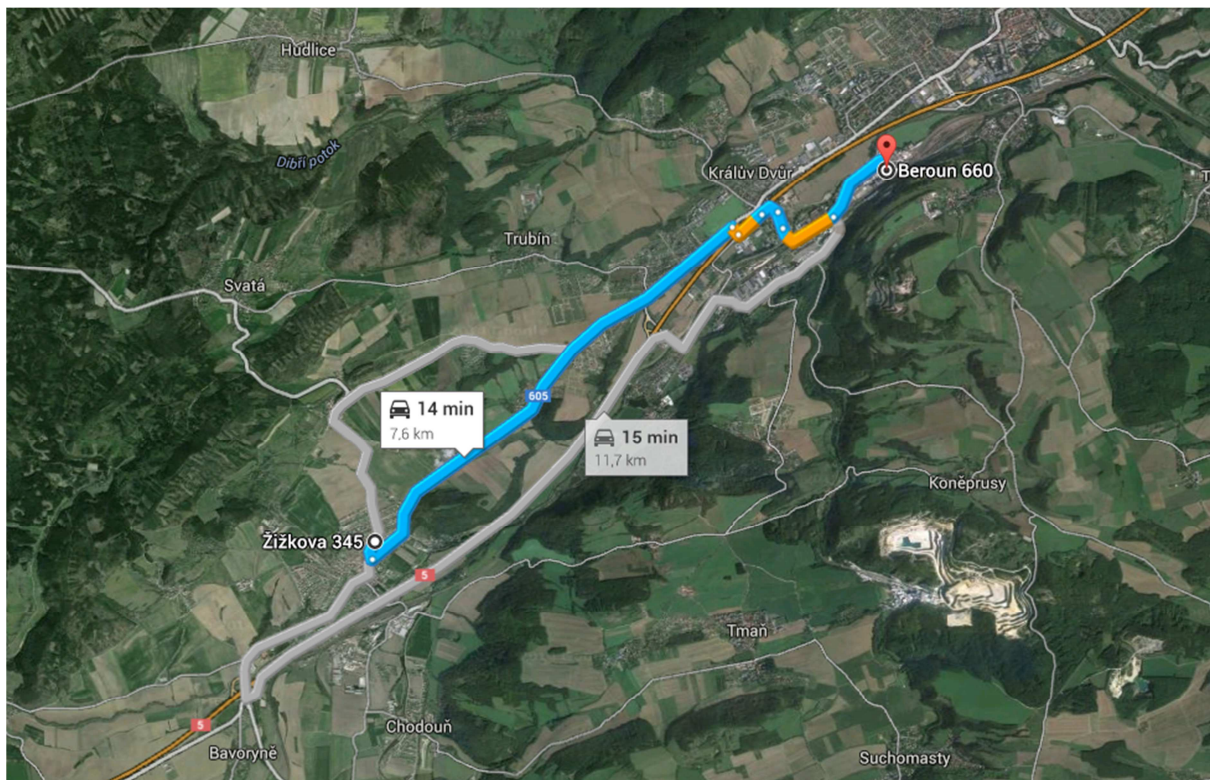 Hudlice
Dibří potok
Králův Dvůr
Beroun 660
T
Trubín
Svatá
605
14 min
7,6 km
15 min
11,7 km
Koněprusy
Žižkova 345
5
Tmaň
5
Chodouň
Bavoryně
Suchomasty